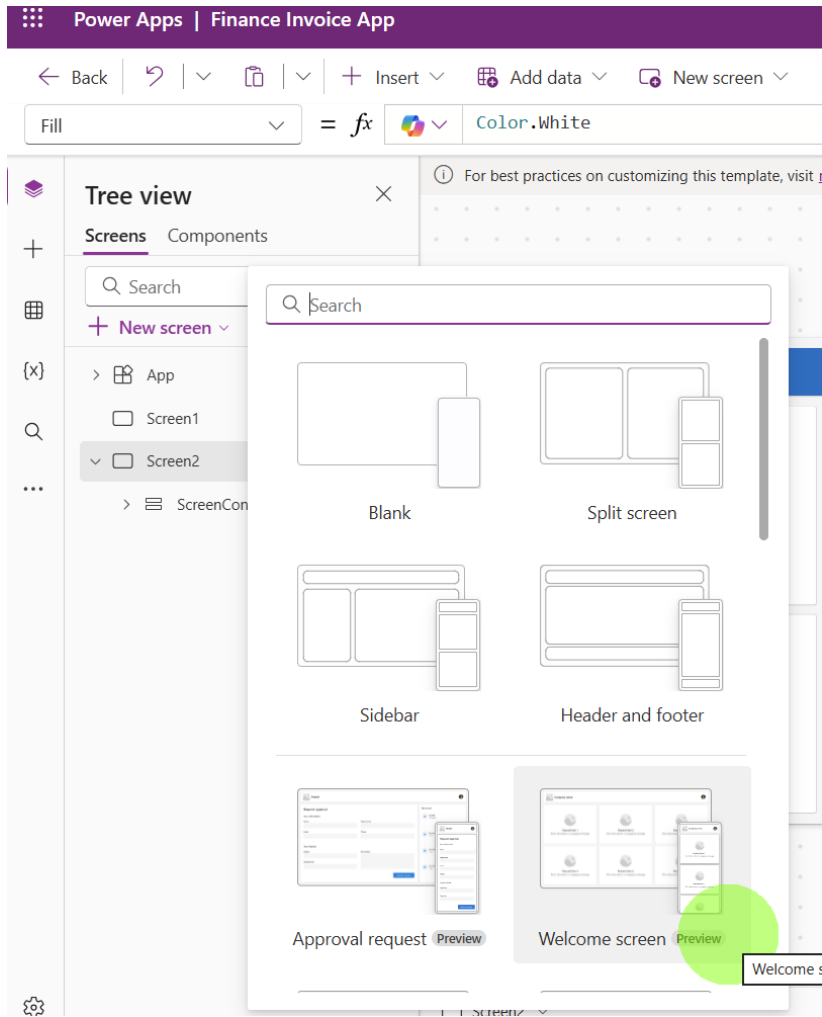 Power Apps | Finance Invoice App
Back
Insert
Add data
New screen
Fill
= fx
Color.White
Tree view
For best practices on customizing this template, visit
Screens Components
Search
New screen
App
Screen1
Screen2
ScreenCon
Search
Blank
Split screen
Sidebar
Header and footer
Approval request Preview
Welcome screen Preview
Welcome s
Screen2